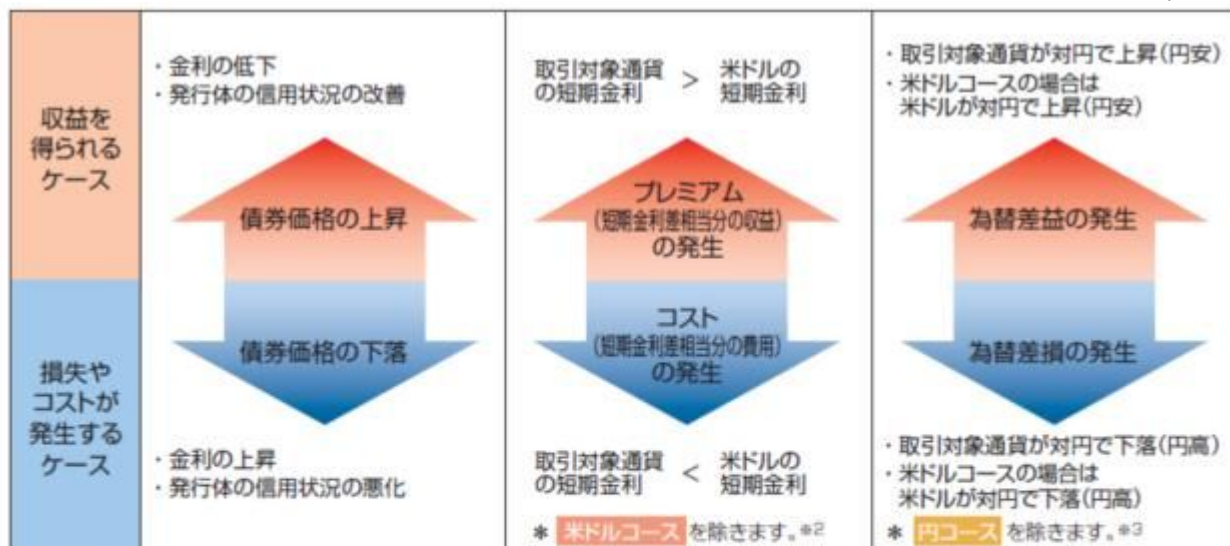 収益を
得られる
ケース
・金利の低下
・発行体の信用状況の改善
債券価格の上昇
取引対象通貨
の短期金利
>
米ドルの
短期金利
プレミアム
(短期金利差相当分の収益)
の発生
・取引対象通貨が対円で上昇(円安)
・米ドルコースの場合は
米ドルが対円で上昇(円安)
為替差益の発生
損失や
コストが
発生する
ケース
債券価格の下落
・金利の上昇
・発行体の信用状況の悪化
コスト
(短期金利差相当分の費用)
の発生
取引対象通貨
の短期金利
<
米ドルの
短期金利
* 米ドルコース を除きます。※2
為替差損の発生
・取引対象通貨が対円で下落(円高)
・米ドルコースの場合は
米ドルが対円で下落(円高)
* 円コース を除きます。※3